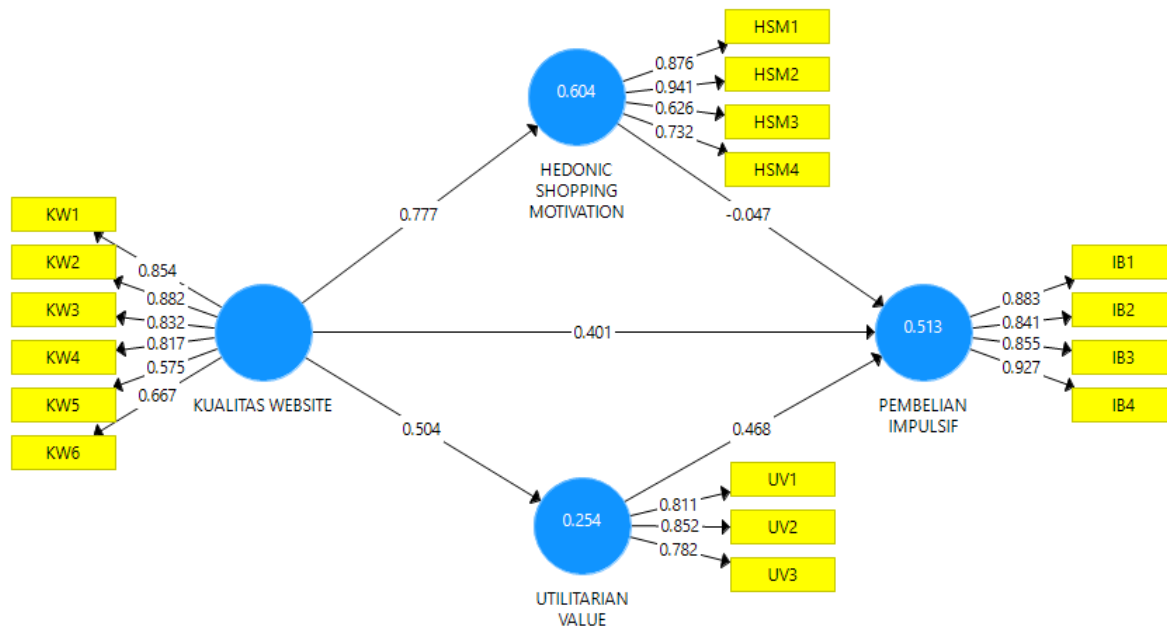 HSM1
0.876
HSM2
0.941
0.604
0.626
HSM3
0.732
HSM4
HEDONIC
SHOPPING
MOTIVATION
KW1
0.777
-0.047
KW2
0.854
0.882
KW3
0.832
0.817
KW4
0.575
KW5
0.667
KW6
KUALITAS WEBSITE
0.401
IB1
0.883
IB2
0.841
0.513
0.855
IB3
0.927
IB4
PEMBELIAN
IMPULSIF
0.504
0.468
UV1
0.811
0.254
0.852
UV2
0.782
UV3
UTILITARIAN
VALUE